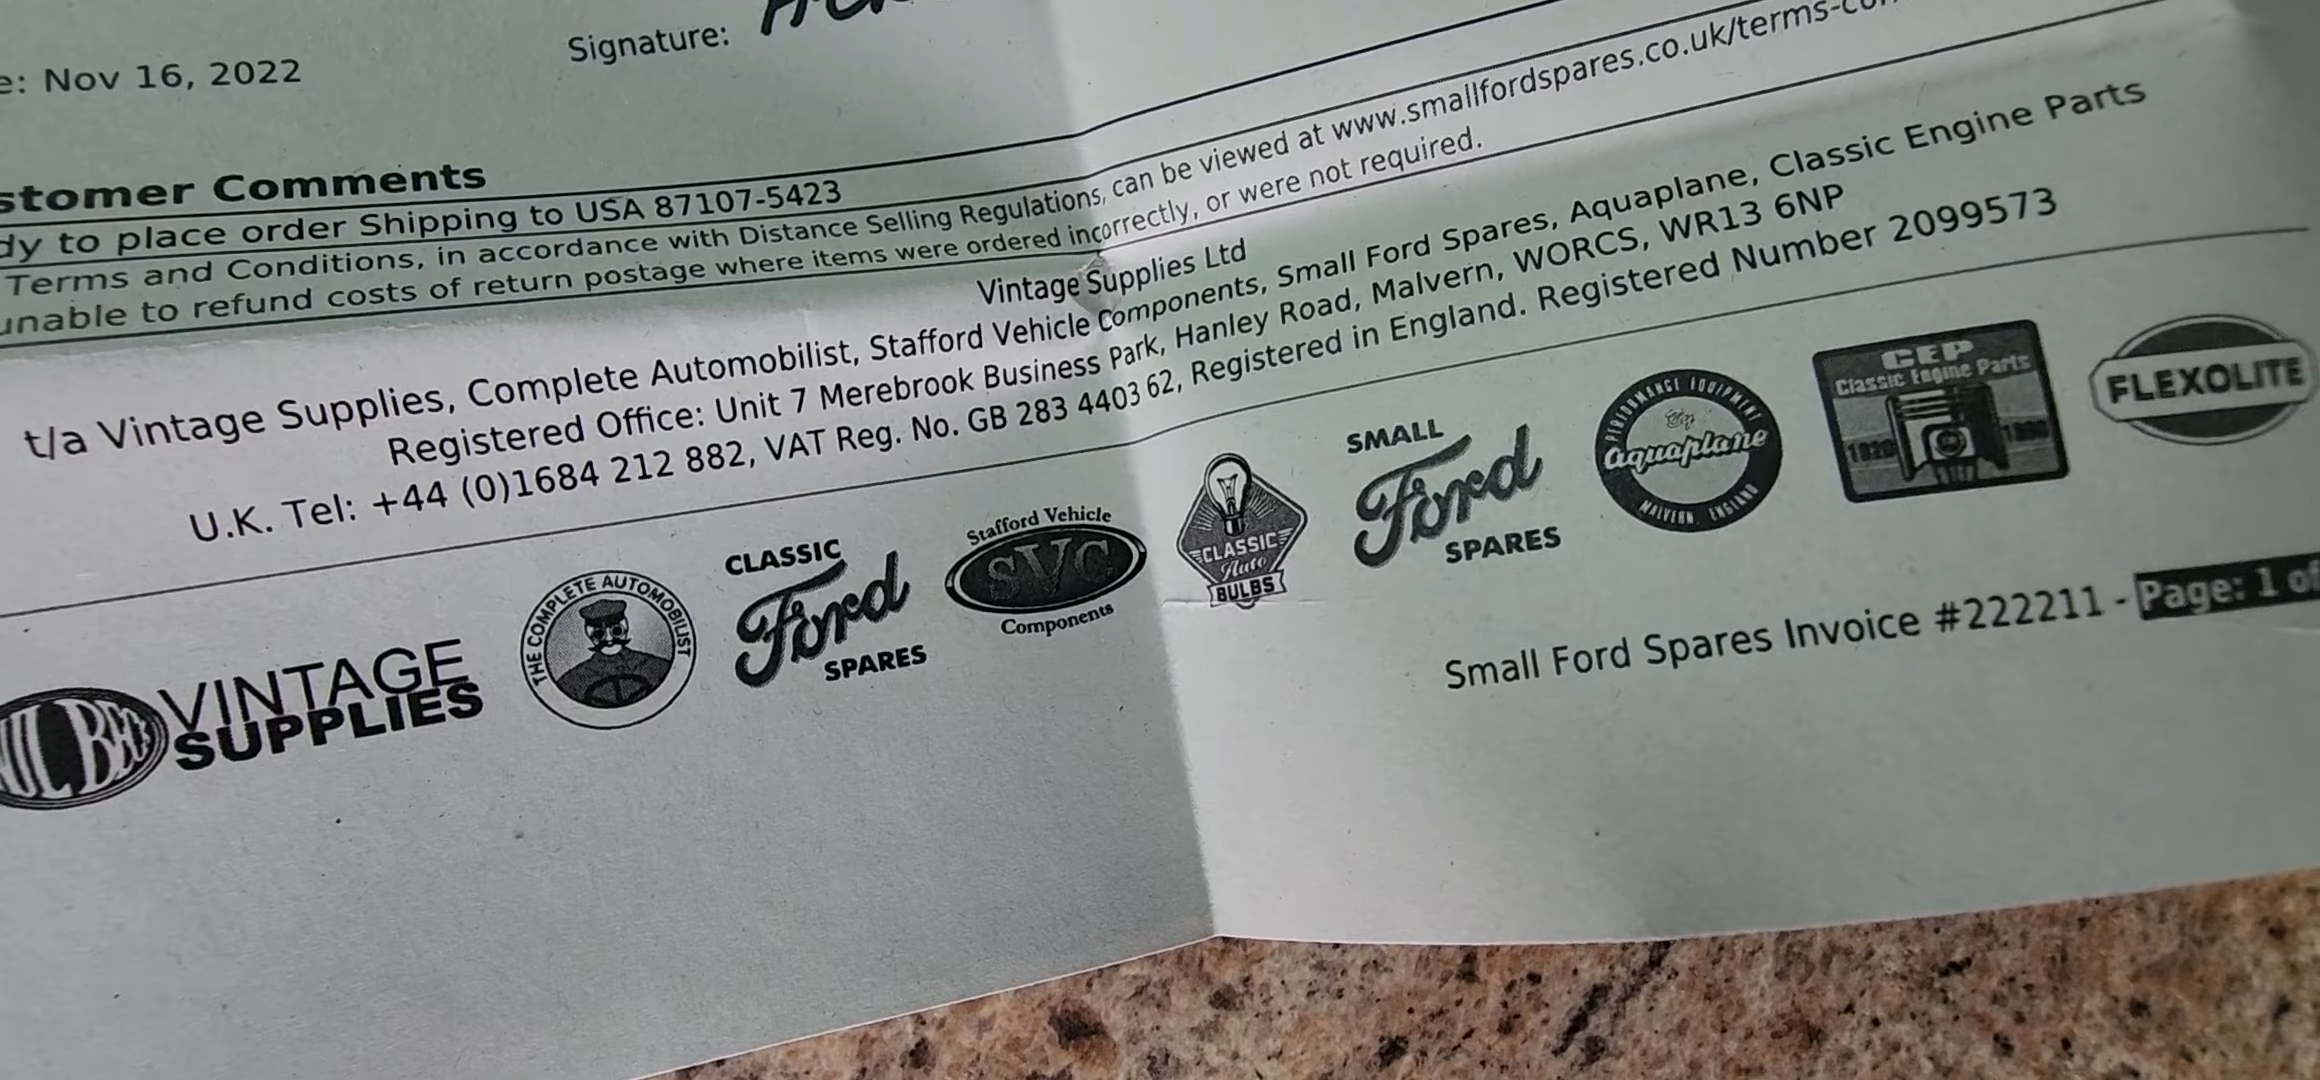 Signature:
e: Nov 16, 2022
stomer Comments
dy to place order Shipping to USA 87107-5423
Terms and Conditions, in accordance with Distance Selling Regulations, can be viewed at www.smallfordspares.co.uk/terms-con
unable to refund costs of return postage where items were ordered incorrectly, or were not required.
Vintage Supplies Ltd
t/a Vintage Supplies, Complete Automobilist, Stafford Vehicle Components, Small Ford Spares, Aquaplane, Classic Engine Parts
Registered Office: Unit 7 Merebrook Business Park, Hanley Road, Malvern, WORCS, WR13 6NP
U.K. Tel: +44 (0)1684 212 882, VAT Reg. No. GB 283 4403 62, Registered in England. Registered Number 2099573
VINTAGE
SUPPLIES
THE COMPLETE AUTOMOBILIST
CLASSIC
Ford
SPARES
Stafford Vehicle
SVC
Components
CLASSIC
Auto
BULBS
SMALL
Ford
SPARES
PERFORMANCE EQUIPMENT
aquaplane
MALVERN, ENGLAND
CEP
Classic Engine Parts
FLEXOLITE
Small Ford Spares Invoice #222211 - Page: 1 of